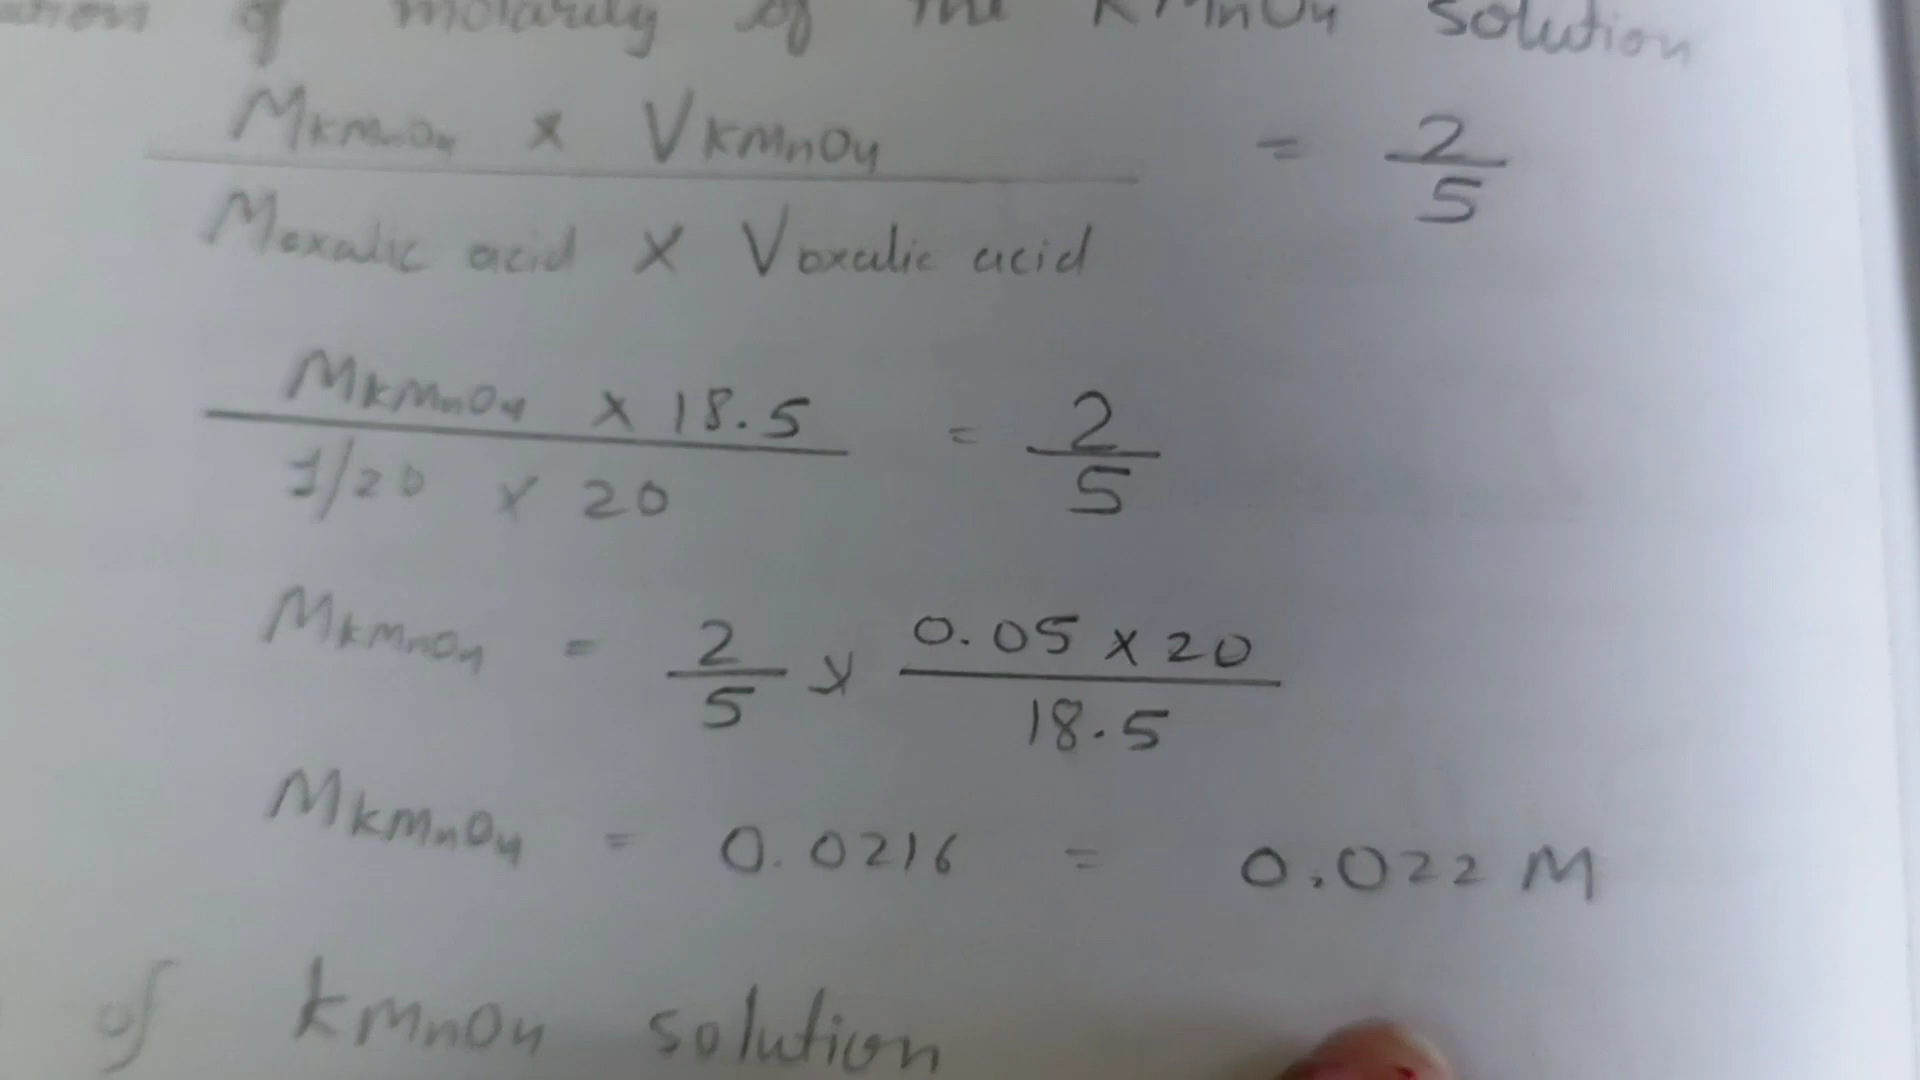 of molarity of the KMnO4 solution
MKMnO4 x VKMnO4 = 2/5
Moxalic acid x Voxalic acid
MKMnO4 x 18.5 = 2/5
1/20 x 20
MKMnO4 = 2/5 x 0.05 x 20
18.5
MKMnO4 = 0.0216 = 0.022 M
of KMnO4 solution